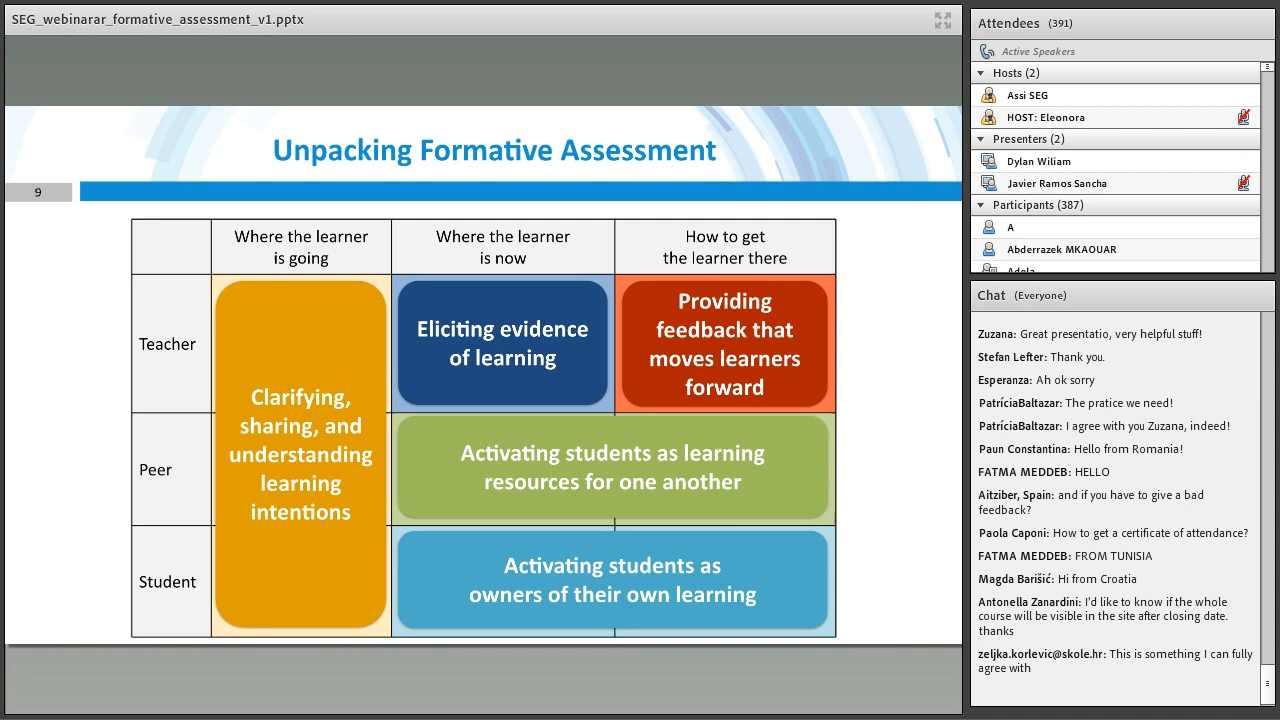 SEG_webinarar_formative_assessment_v1.pptx
Unpacking Formative Assessment
9
Where the learner
is going
Where the learner
is now
How to get
the learner there
Teacher
Clarifying,
sharing, and
understanding
learning
intentions
Eliciting evidence
of learning
Providing
feedback that
moves learners
forward
Peer
Activating students as learning
resources for one another
Student
Activating students as
owners of their own learning
Attendees (391)
Active Speakers
Hosts (2)
Assi SEG
HOST: Eleonora
Presenters (2)
Dylan Wiliam
Javier Ramos Sancha
Participants (387)
A
Abderrazek MKAOUAR
Adela
Chat (Everyone)
Zuzana: Great presentatio, very helpful stuff!
Stefan Lefter: Thank you.
Esperanza: Ah ok sorry
PatríciaBaltazar: The pratice we need!
PatríciaBaltazar: I agree with you Zuzana, indeed!
Paun Constantina: Hello from Romania!
FATMA MEDDEB: HELLO
Aitziber, Spain: and if you have to give a bad
feedback?
Paola Caponi: How to get a certificate of attendance?
FATMA MEDDEB: FROM TUNISIA
Magda Barišić: Hi from Croatia
Antonella Zanardini: I'd like to know if the whole
course will be visible in the site after closing date.
thanks
zeljka.korlevic@skole.hr: This is something I can fully
agree with